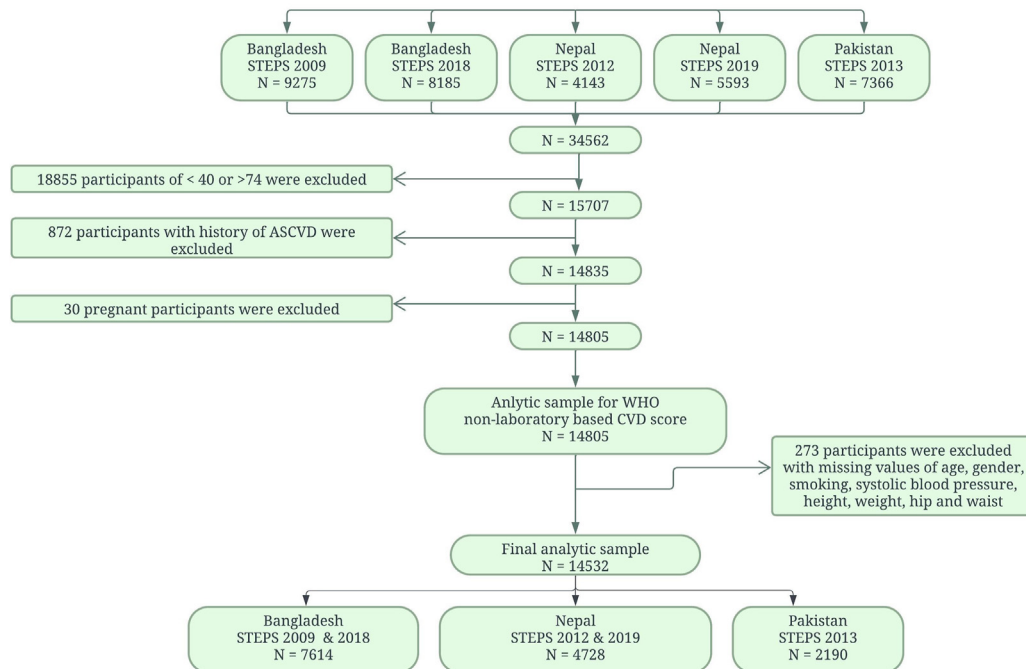 Bangladesh
STEPS 2009
N = 9275
Bangladesh
STEPS 2018
N = 8185
Nepal
STEPS 2012
N = 4143
Nepal
STEPS 2019
N = 5593
Pakistan
STEPS 2013
N = 7366
N = 34562
18855 participants of < 40 or >74 were excluded
N = 15707
872 participants with history of ASCVD were
excluded
N = 14835
30 pregnant participants were excluded
N = 14805
Anlytic sample for WHO
non-laboratory based CVD score
N = 14805
273 participants were excluded
with missing values of age, gender,
smoking, systolic blood pressure,
height, weight, hip and waist
Final analytic sample
N = 14532
Bangladesh
STEPS 2009 & 2018
N = 7614
Nepal
STEPS 2012 & 2019
N = 4728
Pakistan
STEPS 2013
N = 2190